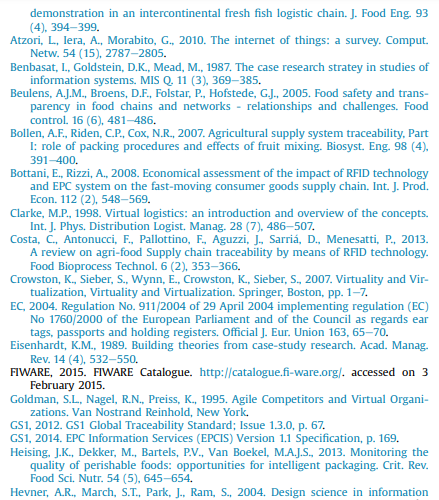 demonstration in an intercontinental fresh fish logistic chain. J. Food Eng. 93
(4), 394–399.
Atzori, L., Iera, A., Morabito, G., 2010. The internet of things: a survey. Comput.
Netw. 54 (15), 2787–2805.
Benbasat, I., Goldstein, D.K., Mead, M., 1987. The case research stratey in studies of
information systems. MIS Q. 11 (3), 369–385.
Beulens, A.J.M., Broens, D.F., Folstar, P., Hofstede, G.J., 2005. Food safety and trans-
parency in food chains and networks - relationships and challenges. Food
control. 16 (6), 481–486.
Bollen, A.F., Riden, C.P., Cox, N.R., 2007. Agricultural supply system traceability, Part
I: role of packing procedures and effects of fruit mixing. Biosyst. Eng. 98 (4),
391–400.
Bottani, E., Rizzi, A., 2008. Economical assessment of the impact of RFID technology
and EPC system on the fast-moving consumer goods supply chain. Int. J. Prod.
Econ. 112 (2), 548–569.
Clarke, M.P., 1998. Virtual logistics: an introduction and overview of the concepts.
Int. J. Phys. Distribution Logist. Manag. 28 (7), 486–507.
Costa, C., Antonucci, F., Pallottino, F., Aguzzi, J., Sarriá, D., Menesatti, P., 2013.
A review on agri-food Supply chain traceability by means of RFID technology.
Food Bioprocess Technol. 6 (2), 353–366.
Crowston, K., Sieber, S., Wynn, E., Crowston, K., Sieber, S., 2007. Virtuality and Vir-
tualization, Virtuality and Virtualization. Springer, Boston, pp. 1–7.
EC, 2004. Regulation No. 911/2004 of 29 April 2004 implementing regulation (EC)
No 1760/2000 of the European Parliament and of the Council as regards ear
tags, passports and holding registers. Official J. Eur. Union 163, 65–70.
Eisenhardt, K.M., 1989. Building theories from case-study research. Acad. Manag.
Rev. 14 (4), 532–550.
FIWARE, 2015. FIWARE Catalogue. http://catalogue.fi-ware.org/. accessed on 3
February 2015.
Goldman, S.L., Nagel, R.N., Preiss, K., 1995. Agile Competitors and Virtual Organi-
zations. Van Nostrand Reinhold, New York.
GS1, 2012. GS1 Global Traceability Standard; Issue 1.3.0, p. 67.
GS1, 2014. EPC Information Services (EPCIS) Version 1.1 Specification, p. 169.
Heising, J.K., Dekker, M., Bartels, P.V., Van Boekel, M.A.J.S., 2013. Monitoring the
quality of perishable foods: opportunities for intelligent packaging. Crit. Rev.
Food Sci. Nutr. 54 (5), 645–654.
Hevner, A.R., March, S.T., Park, J., Ram, S., 2004. Design science in information